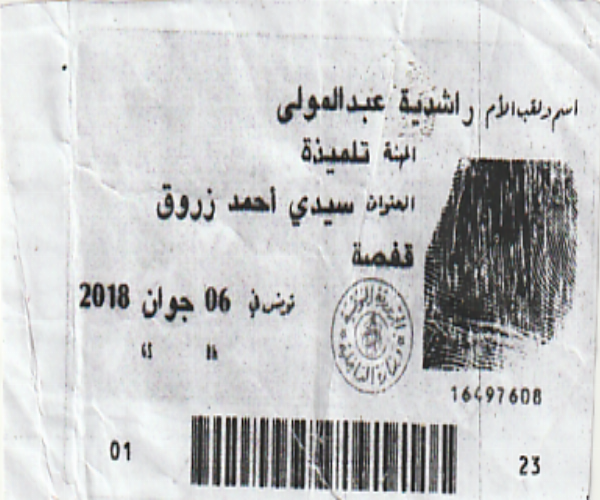 اسم ولقب الأم راشدية عبدالمولى
المهنة تلميذة
العنوان سيدي أحمد زروق
قفصة
تونس في 06 جوان 2018
16497608
01
23